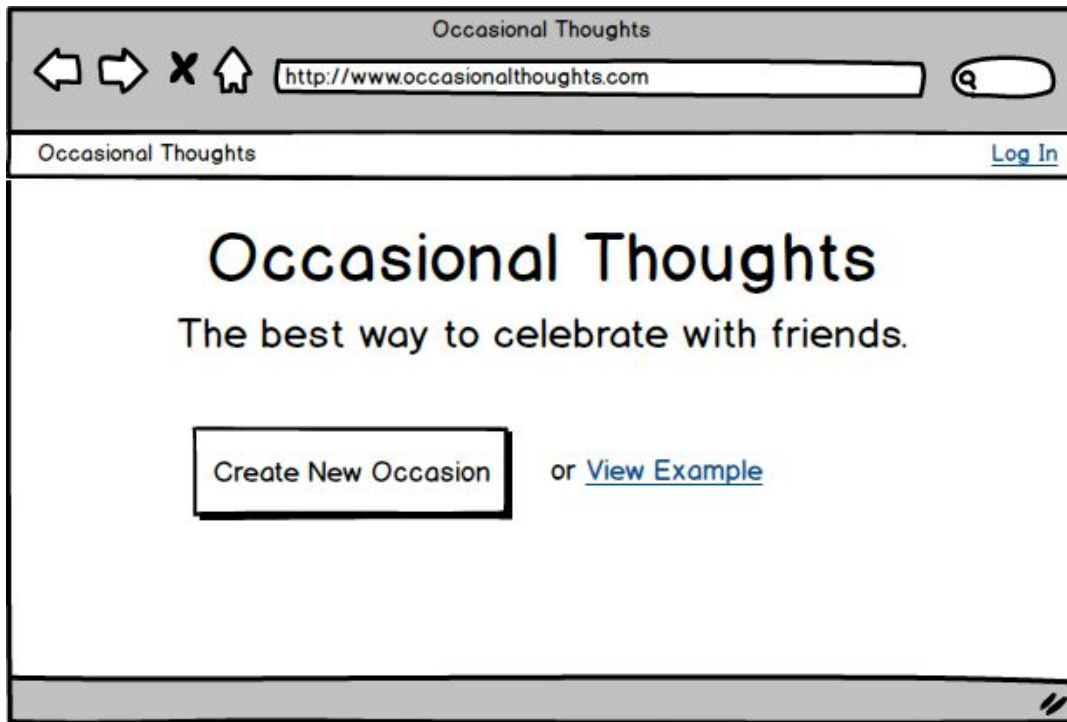 Occasional Thoughts
http://www.occasionalthoughts.com
Occasional Thoughts
Log In
Occasional Thoughts
The best way to celebrate with friends.
Create New Occasion
or View Example